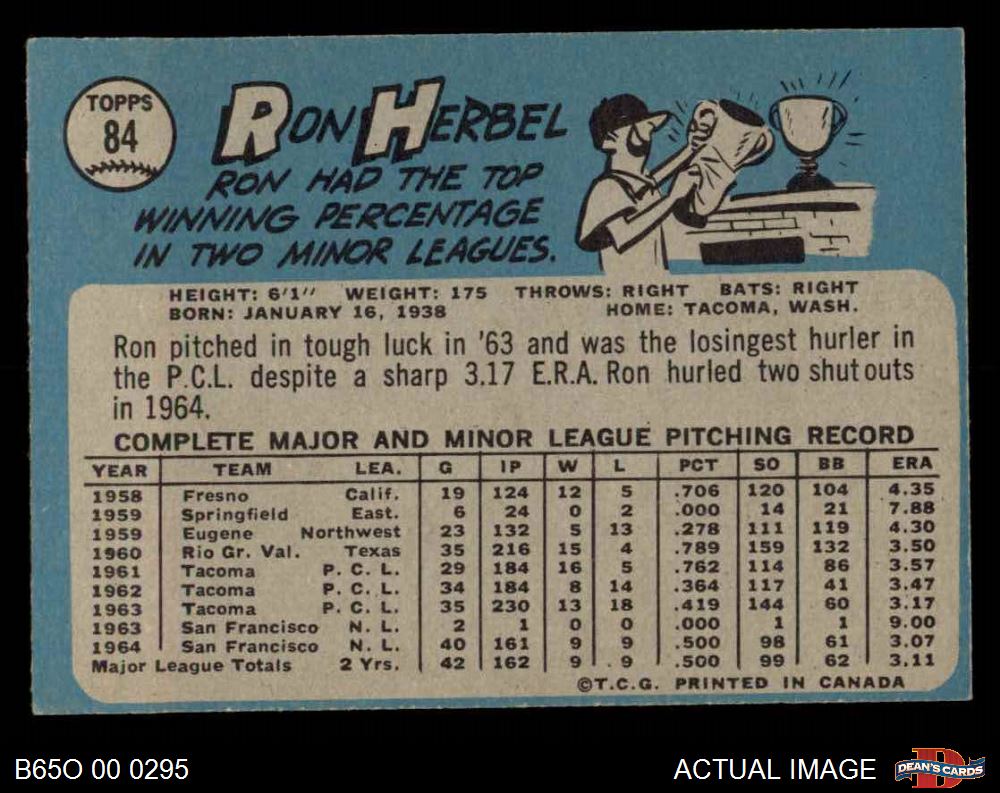 TOPPS
84
RON HERBEL
RON HAD THE TOP
WINNING PERCENTAGE
IN TWO MINOR LEAGUES.
HEIGHT: 6'1" WEIGHT: 175 THROWS: RIGHT BATS: RIGHT
BORN: JANUARY 16, 1938 HOME: TACOMA, WASH.
Ron pitched in tough luck in '63 and was the losingest hurler in
the P.C.L. despite a sharp 3.17 E.R.A. Ron hurled two shutouts
in 1964.
COMPLETE MAJOR AND MINOR LEAGUE PITCHING RECORD
YEAR TEAM LEA. G IP W L PCT SO BB ERA
1958 Fresno Calif. 19 124 12 5 .706 120 104 4.35
1959 Springfield East. 6 24 0 2 .000 14 21 7.88
1959 Eugene Northwest 23 132 5 13 .278 111 119 4.30
1960 Rio Gr. Val. Texas 35 216 15 4 .789 159 132 3.50
1961 Tacoma P. C. L. 29 184 16 5 .762 114 86 3.57
1962 Tacoma P. C. L. 34 184 8 14 .364 117 41 3.47
1963 Tacoma P. C. L. 35 230 13 18 .419 144 60 3.17
1963 San Francisco N. L. 2 1 0 0 .000 1 1 9.00
1964 San Francisco N. L. 40 161 9 9 .500 98 61 3.07
Major League Totals 2 Yrs. 42 162 9 9 .500 99 62 3.11
©T.C.G. PRINTED IN CANADA
B65O 00 0295 ACTUAL IMAGE DEAN'S CARDS